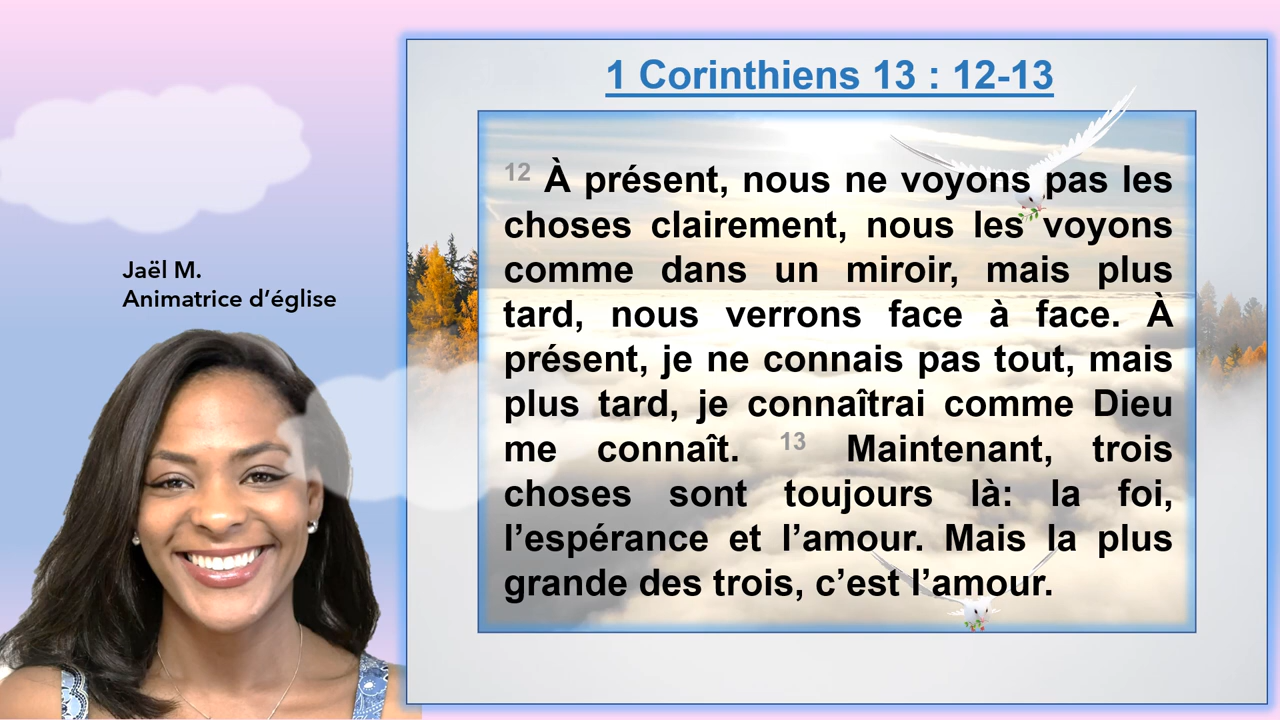 1 Corinthiens 13 : 12-13
12 À présent, nous ne voyons pas les
choses clairement, nous les voyons
comme dans un miroir, mais plus
tard, nous verrons face à face. À
présent, je ne connais pas tout, mais
plus tard, je connaîtrai comme Dieu
me connaît. 13 Maintenant, trois
choses sont toujours là: la foi,
l’espérance et l’amour. Mais la plus
grande des trois, c’est l’amour.
Jaël M.
Animatrice d’église